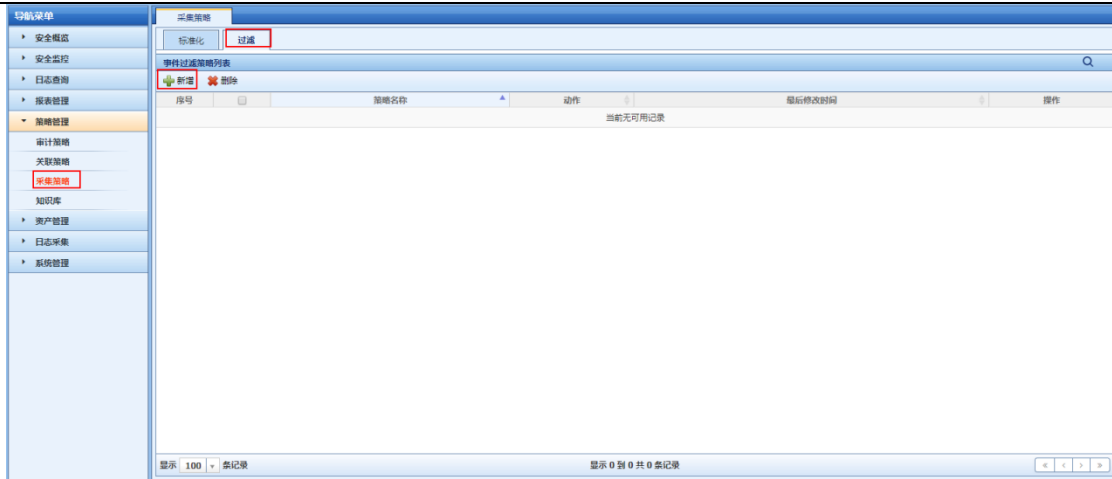 导航菜单
采集策略
安全概览
标准化 过滤
安全监控
事件过滤策略列表
日志查询
新增 删除
报表管理
序号 策略名称 动作 最后修改时间 操作
策略管理
当前无可用记录
审计策略
关联策略
采集策略
知识库
资产管理
日志采集
系统管理
显示 100 条记录
显示 0 到 0 共 0 条记录